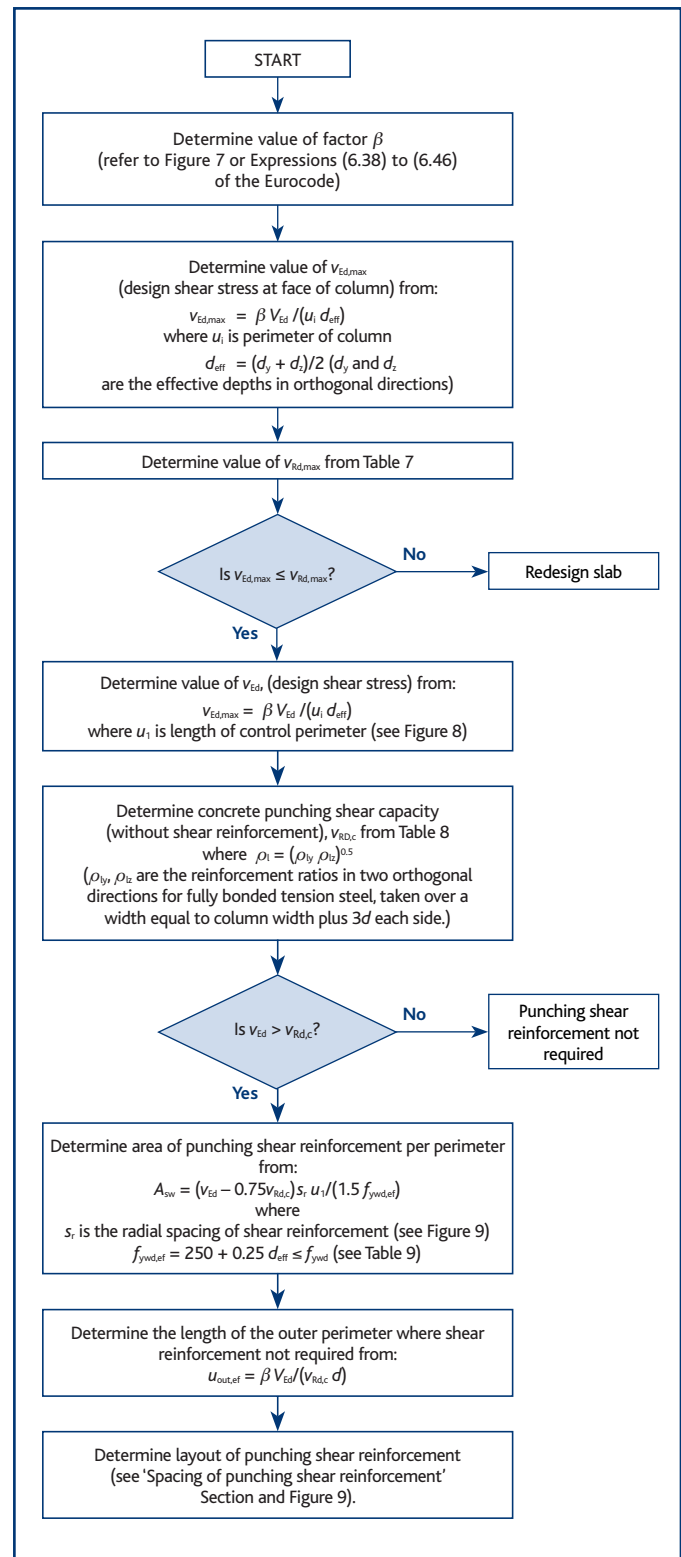 START
Determine value of factor β
(refer to Figure 7 or Expressions (6.38) to (6.46)
of the Eurocode)
Determine value of vEd,max
(design shear stress at face of column) from:
vEd,max = β VEd /(ui deff)
where ui is perimeter of column
deff = (dy + dz)/2 (dy and dz
are the effective depths in orthogonal directions)
Determine value of vRd,max from Table 7
Is vEd,max ≤ vRd,max?
No
Redesign slab
Yes
Determine value of vEd, (design shear stress) from:
vEd,max = β VEd /(ui deff)
where u1 is length of control perimeter (see Figure 8)
Determine concrete punching shear capacity
(without shear reinforcement), vRD,c from Table 8
where ρl = (ρly ρlz)0.5
(ρly, ρlz are the reinforcement ratios in two orthogonal
directions for fully bonded tension steel, taken over a
width equal to column width plus 3d each side.)
Is vEd > vRd,c?
No
Punching shear
reinforcement not
required
Yes
Determine area of punching shear reinforcement per perimeter
from:
Asw = (vEd – 0.75vRd,c) sr u1/(1.5 fywd,ef)
where
sr is the radial spacing of shear reinforcement (see Figure 9)
fywd,ef = 250 + 0.25 deff ≤ fywd (see Table 9)
Determine the length of the outer perimeter where shear
reinforcement not required from:
uout,ef = β VEd/(vRd,c d)
Determine layout of punching shear reinforcement
(see ‘Spacing of punching shear reinforcement’
Section and Figure 9).